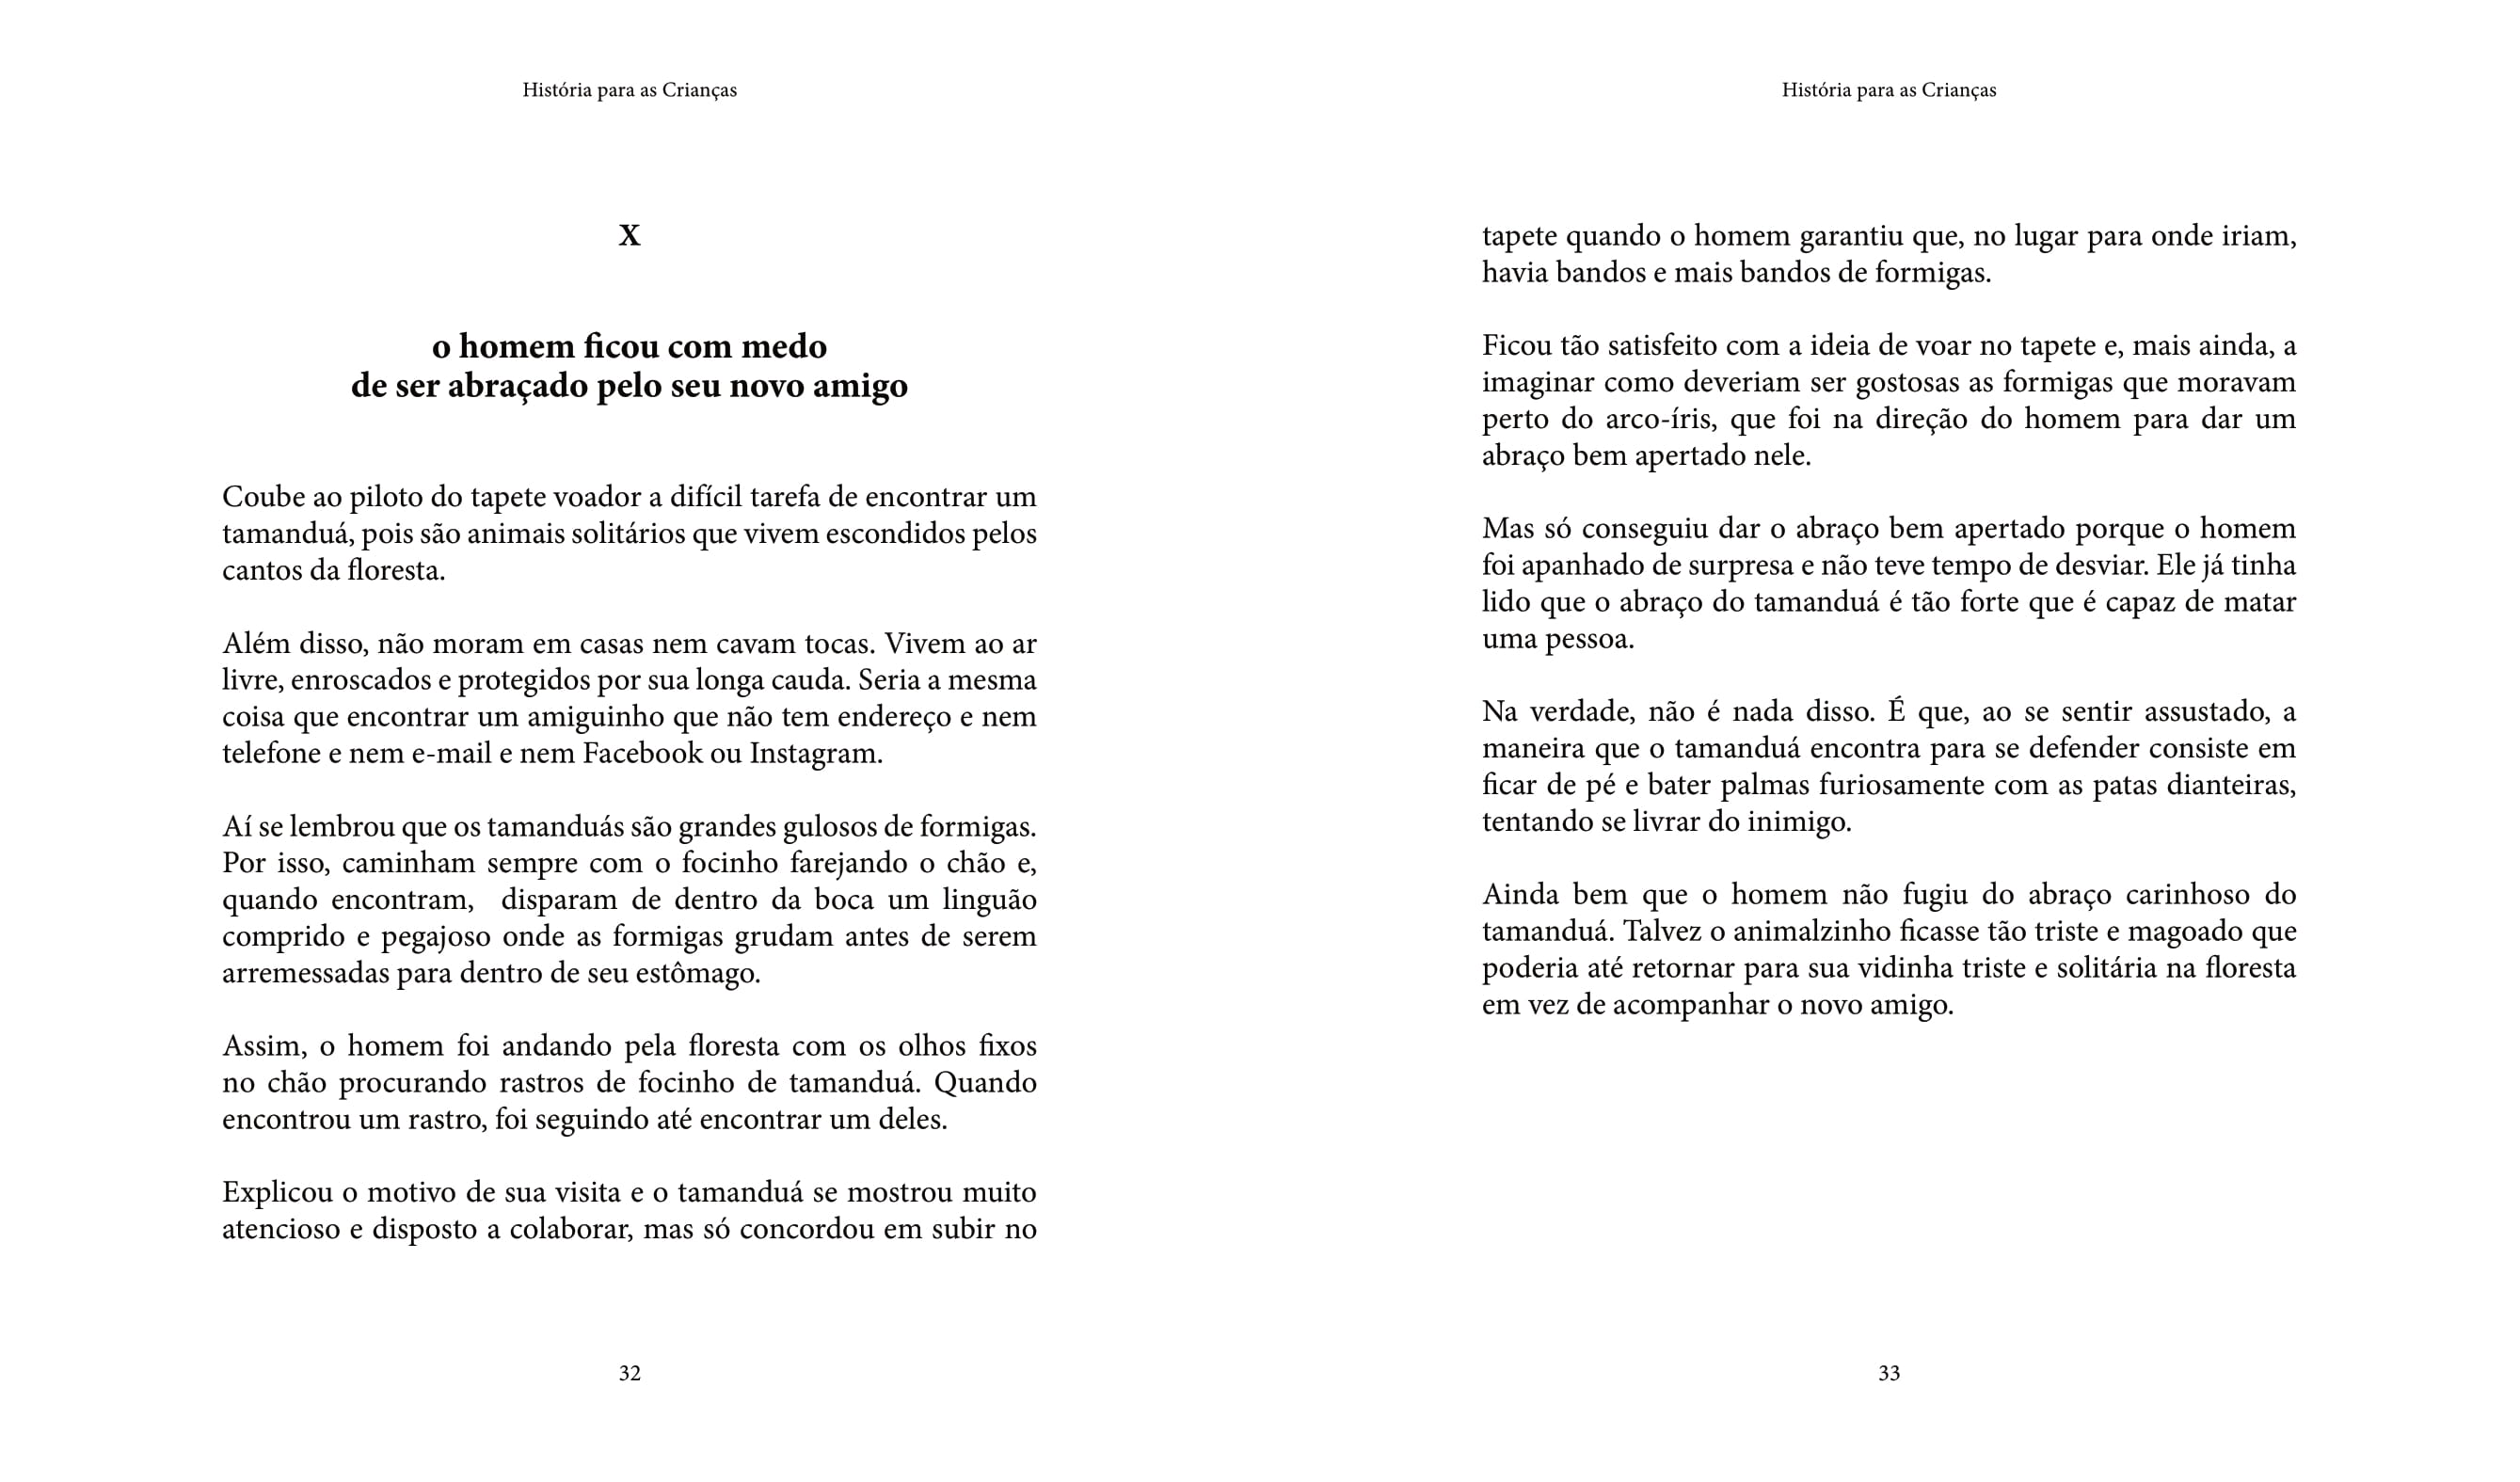 História para as Crianças
X
o homem ficou com medo
de ser abraçado pelo seu novo amigo
Coube ao piloto do tapete voador a difícil tarefa de encontrar um
tamanduá, pois são animais solitários que vivem escondidos pelos
cantos da floresta.
Além disso, não moram em casas nem cavam tocas. Vivem ao ar
livre, enroscados e protegidos por sua longa cauda. Seria a mesma
coisa que encontrar um amiguinho que não tem endereço e nem
telefone e nem e-mail e nem Facebook ou Instagram.
Aí se lembrou que os tamanduás são grandes gulosos de formigas.
Por isso, caminham sempre com o focinho farejando o chão e,
quando encontram,  disparam de dentro da boca um linguão
comprido e pegajoso onde as formigas grudam antes de serem
arremessadas para dentro de seu estômago.
Assim, o homem foi andando pela floresta com os olhos fixos
no chão procurando rastros de focinho de tamanduá. Quando
encontrou um rastro, foi seguindo até encontrar um deles.
Explicou o motivo de sua visita e o tamanduá se mostrou muito
atencioso e disposto a colaborar, mas só concordou em subir no
32
História para as Crianças
tapete quando o homem garantiu que, no lugar para onde iriam,
havia bandos e mais bandos de formigas.
Ficou tão satisfeito com a ideia de voar no tapete e, mais ainda, a
imaginar como deveriam ser gostosas as formigas que moravam
perto do arco-íris, que foi na direção do homem para dar um
abraço bem apertado nele.
Mas só conseguiu dar o abraço bem apertado porque o homem
foi apanhado de surpresa e não teve tempo de desviar. Ele já tinha
lido que o abraço do tamanduá é tão forte que é capaz de matar
uma pessoa.
Na verdade, não é nada disso. É que, ao se sentir assustado, a
maneira que o tamanduá encontra para se defender consiste em
ficar de pé e bater palmas furiosamente com as patas dianteiras,
tentando se livrar do inimigo.
Ainda bem que o homem não fugiu do abraço carinhoso do
tamanduá. Talvez o animalzinho ficasse tão triste e magoado que
poderia até retornar para sua vidinha triste e solitária na floresta
em vez de acompanhar o novo amigo.
33